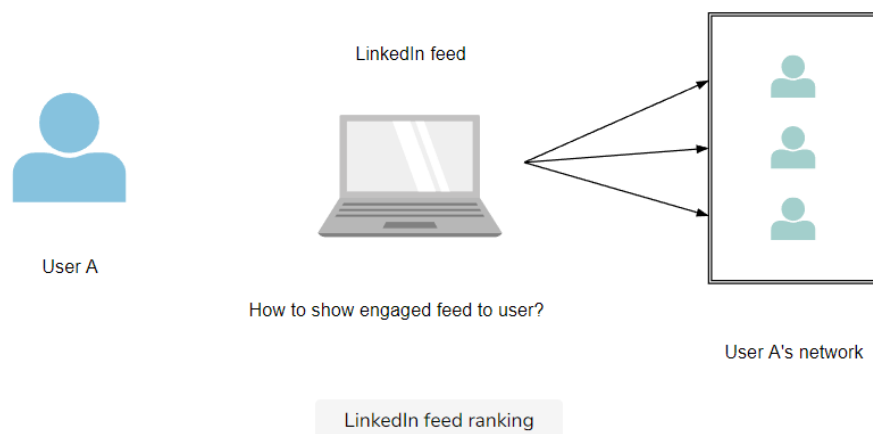 LinkedIn feed
User A
How to show engaged feed to user?
User A's network
LinkedIn feed ranking